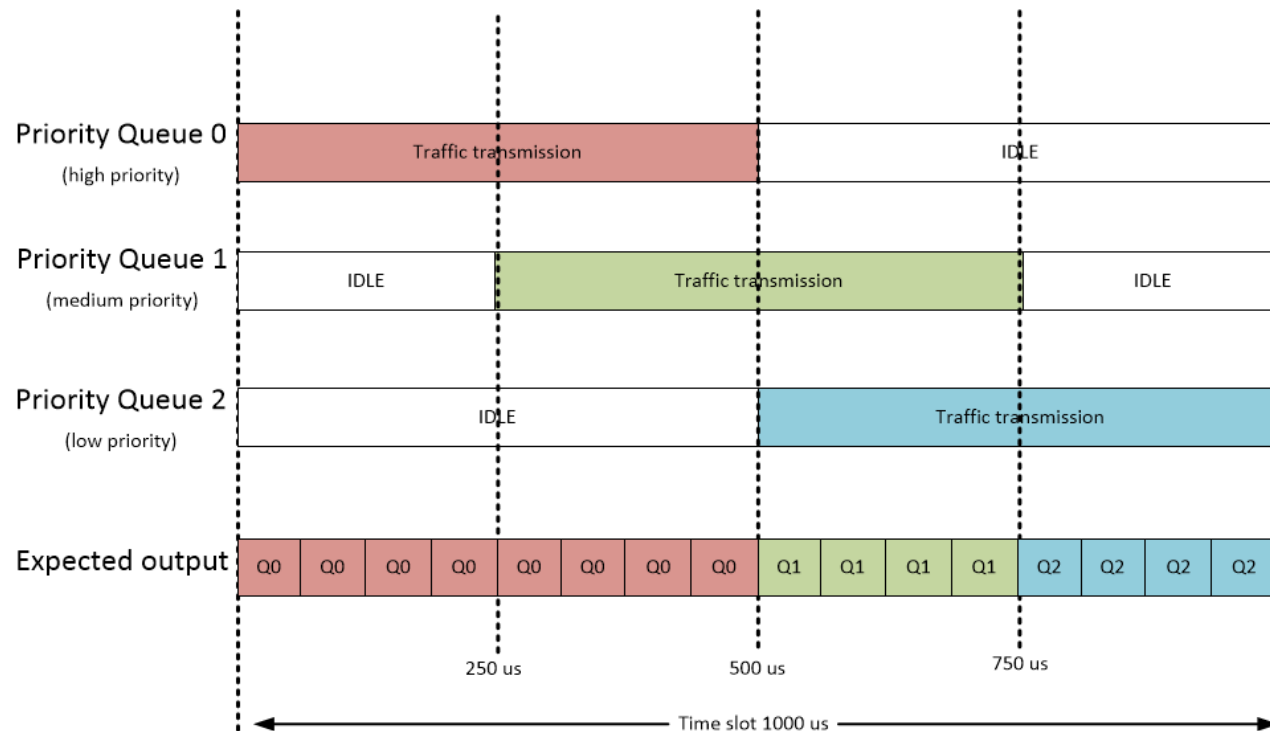 Priority Queue 0
(high priority)
Traffic transmission
IDLE
Priority Queue 1
(medium priority)
IDLE
Traffic transmission
IDLE
Priority Queue 2
(low priority)
IDLE
Traffic transmission
Expected output
Q0 Q0 Q0 Q0 Q0 Q0 Q0 Q0 Q1 Q1 Q1 Q1 Q2 Q2 Q2 Q2
250 us
500 us
750 us
Time slot 1000 us